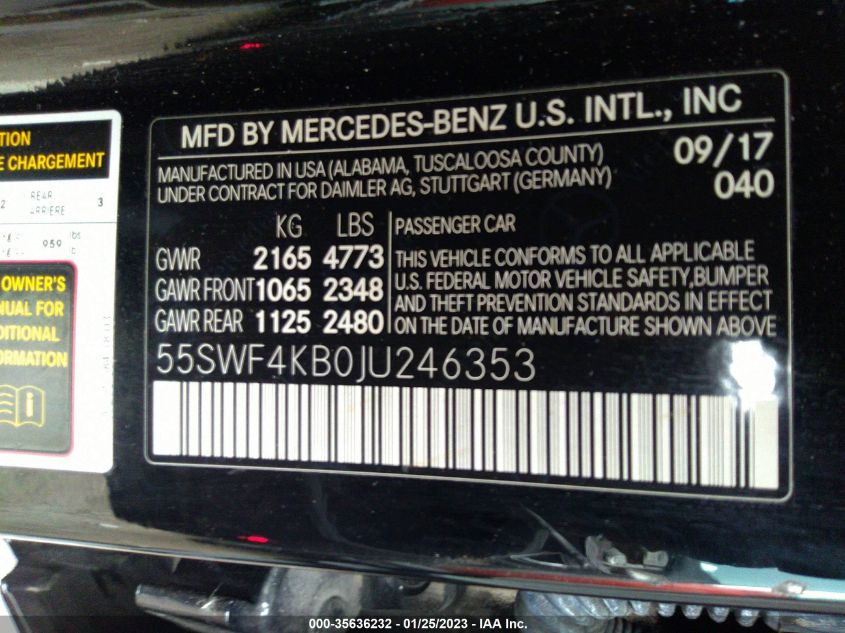 TION
E CHARGEMENT
2 REAR ARRIERE 3
959 lbs
lb
OWNER'S
NUAL FOR
DITIONAL
ORMATION
MFD BY MERCEDES-BENZ U.S. INTL., INC
MANUFACTURED IN USA (ALABAMA, TUSCALOOSA COUNTY) 09/17
UNDER CONTRACT FOR DAIMLER AG, STUTTGART (GERMANY) 040
KG LBS PASSENGER CAR
GVWR 2165 4773 THIS VEHICLE CONFORMS TO ALL APPLICABLE
U.S. FEDERAL MOTOR VEHICLE SAFETY,BUMPER
GAWR FRONT 1065 2348 AND THEFT PREVENTION STANDARDS IN EFFECT
GAWR REAR 1125 2480 ON THE DATE OF MANUFACTURE SHOWN ABOVE
55SWF4KB0JU246353
000-35636232 - 01/25/2023 - IAA Inc.